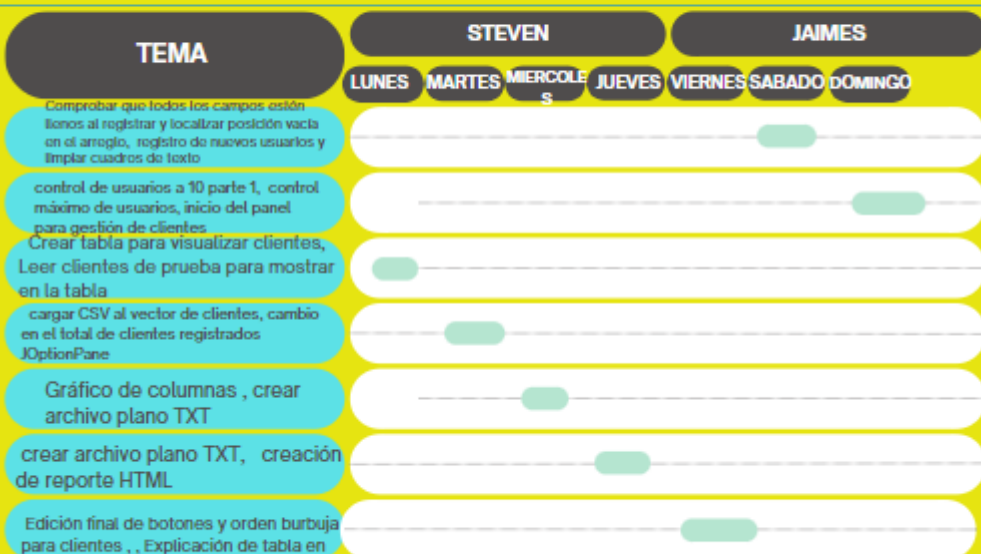 TEMA
STEVEN
JAIMES
LUNES
MARTES
MIERCOLE
S
JUEVES
VIERNES
SABADO
DOMINGO
Comprobar que todos los campos estén
llenos al registrar y localizar posición vacía
en el arreglo, registro de nuevos usuarios y
limpiar cuadros de texto
control de usuarios a 10 parte 1, control
máximo de usuarios, inicio del panel
para gestión de clientes
Crear tabla para visualizar clientes,
Leer clientes de prueba para mostrar
en la tabla
cargar CSV al vector de clientes, cambio
en el total de clientes registrados
JOptionPane
Gráfico de columnas , crear
archivo plano TXT
crear archivo plano TXT, creación
de reporte HTML
Edición final de botones y orden burbuja
para clientes , , Explicación de tabla en